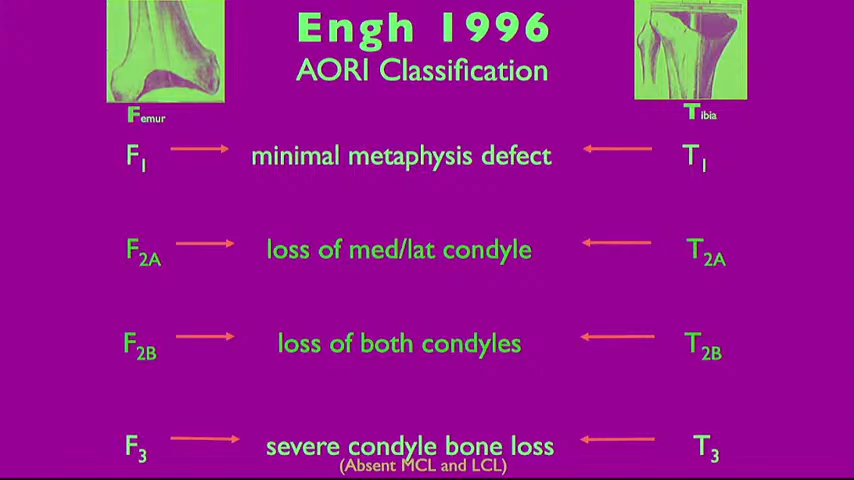 Engh 1996
AORI Classification
Femur
Tibia
F1 minimal metaphysis defect T1
F2A loss of med/lat condyle T2A
F2B loss of both condyles T2B
F3 severe condyle bone loss T3
(Absent MCL and LCL)